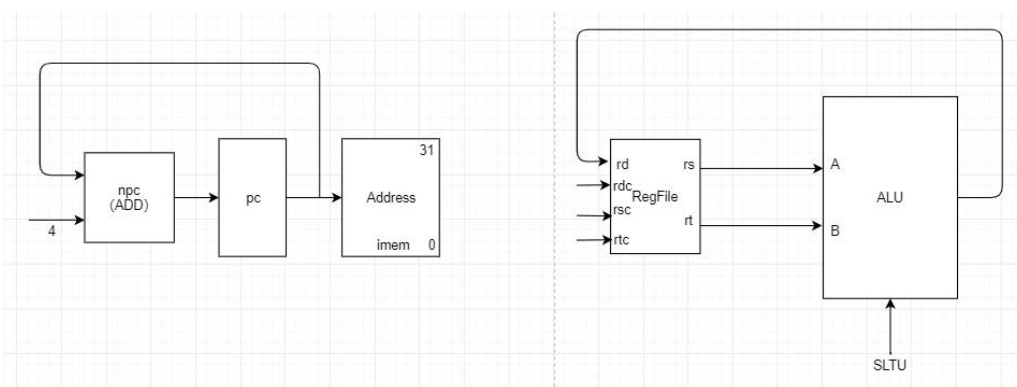 npc
(ADD)
4
pc
31
Address
imem 0
rd
rdc
rsc
rtc
RegFile
rs
rt
A
B
ALU
SLTU